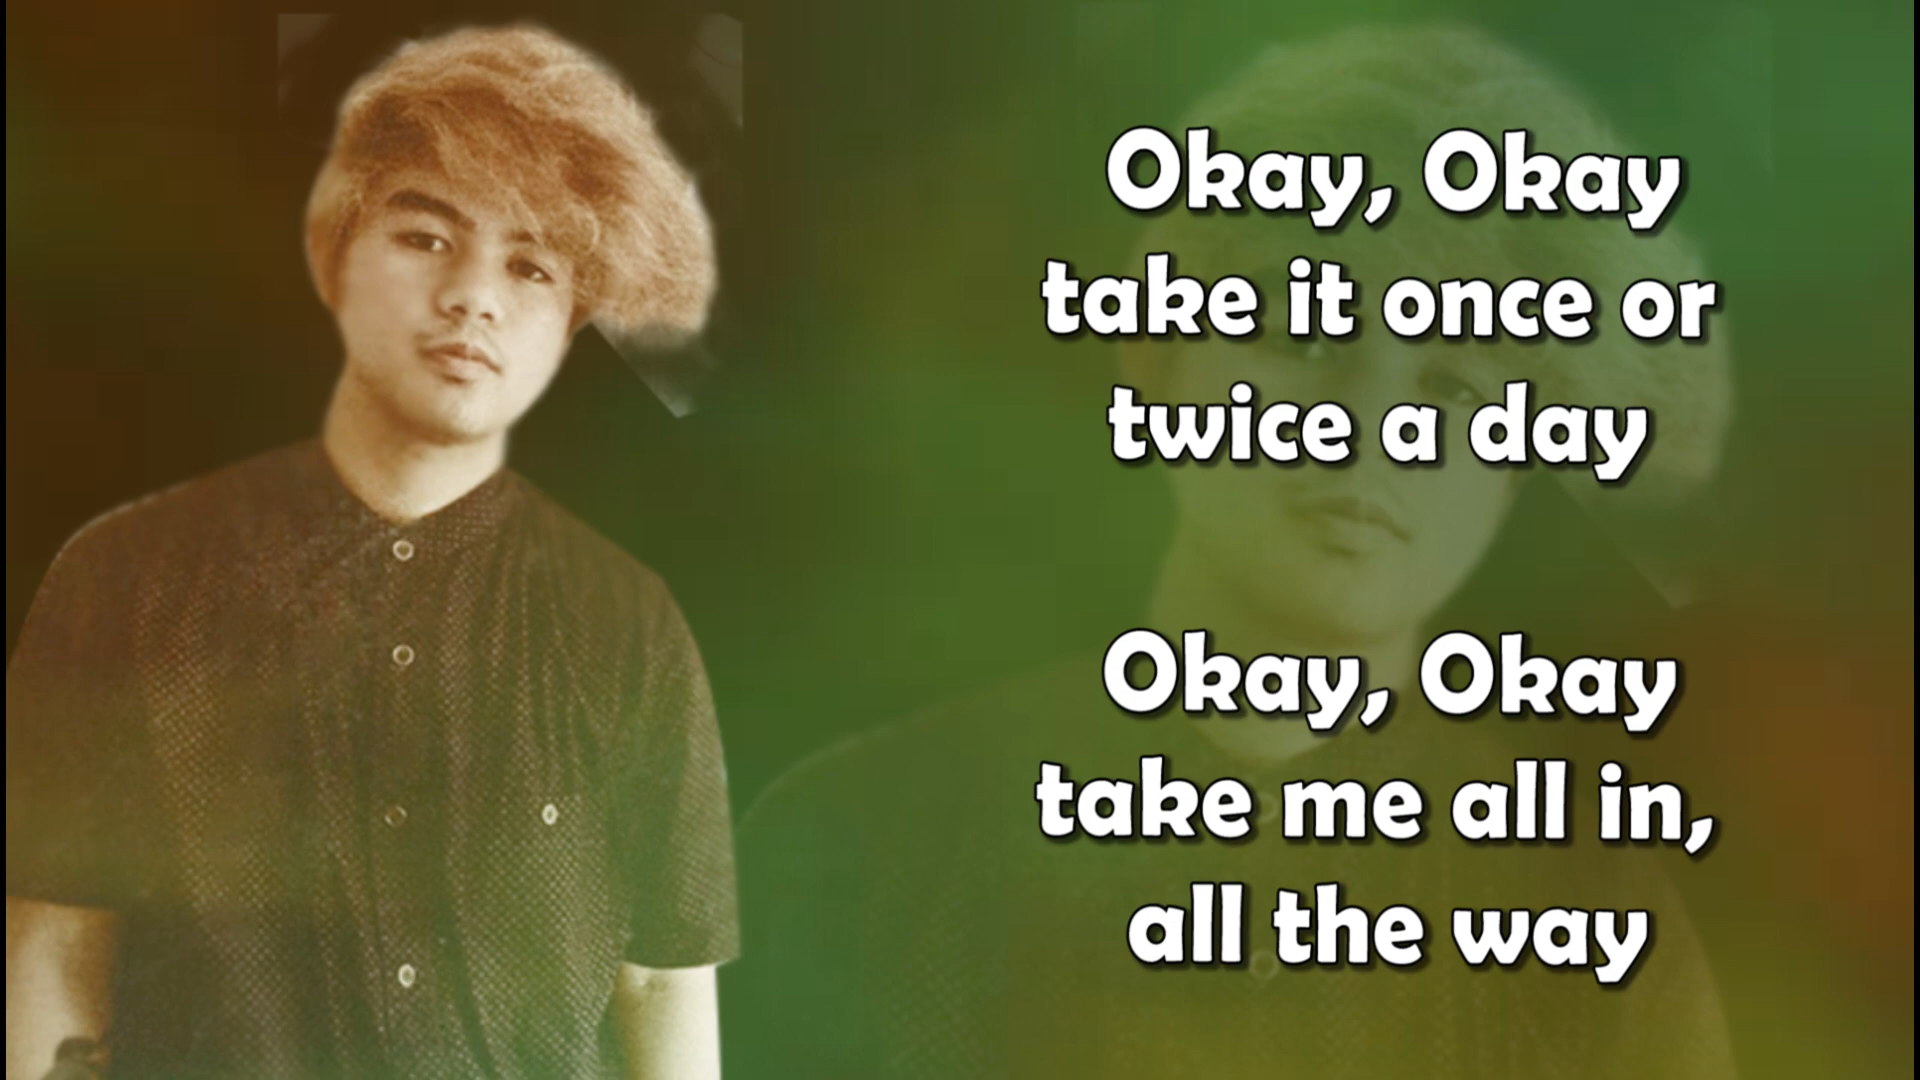 Okay, Okay
take it once or
twice a day
Okay, Okay
take me all in,
all the way